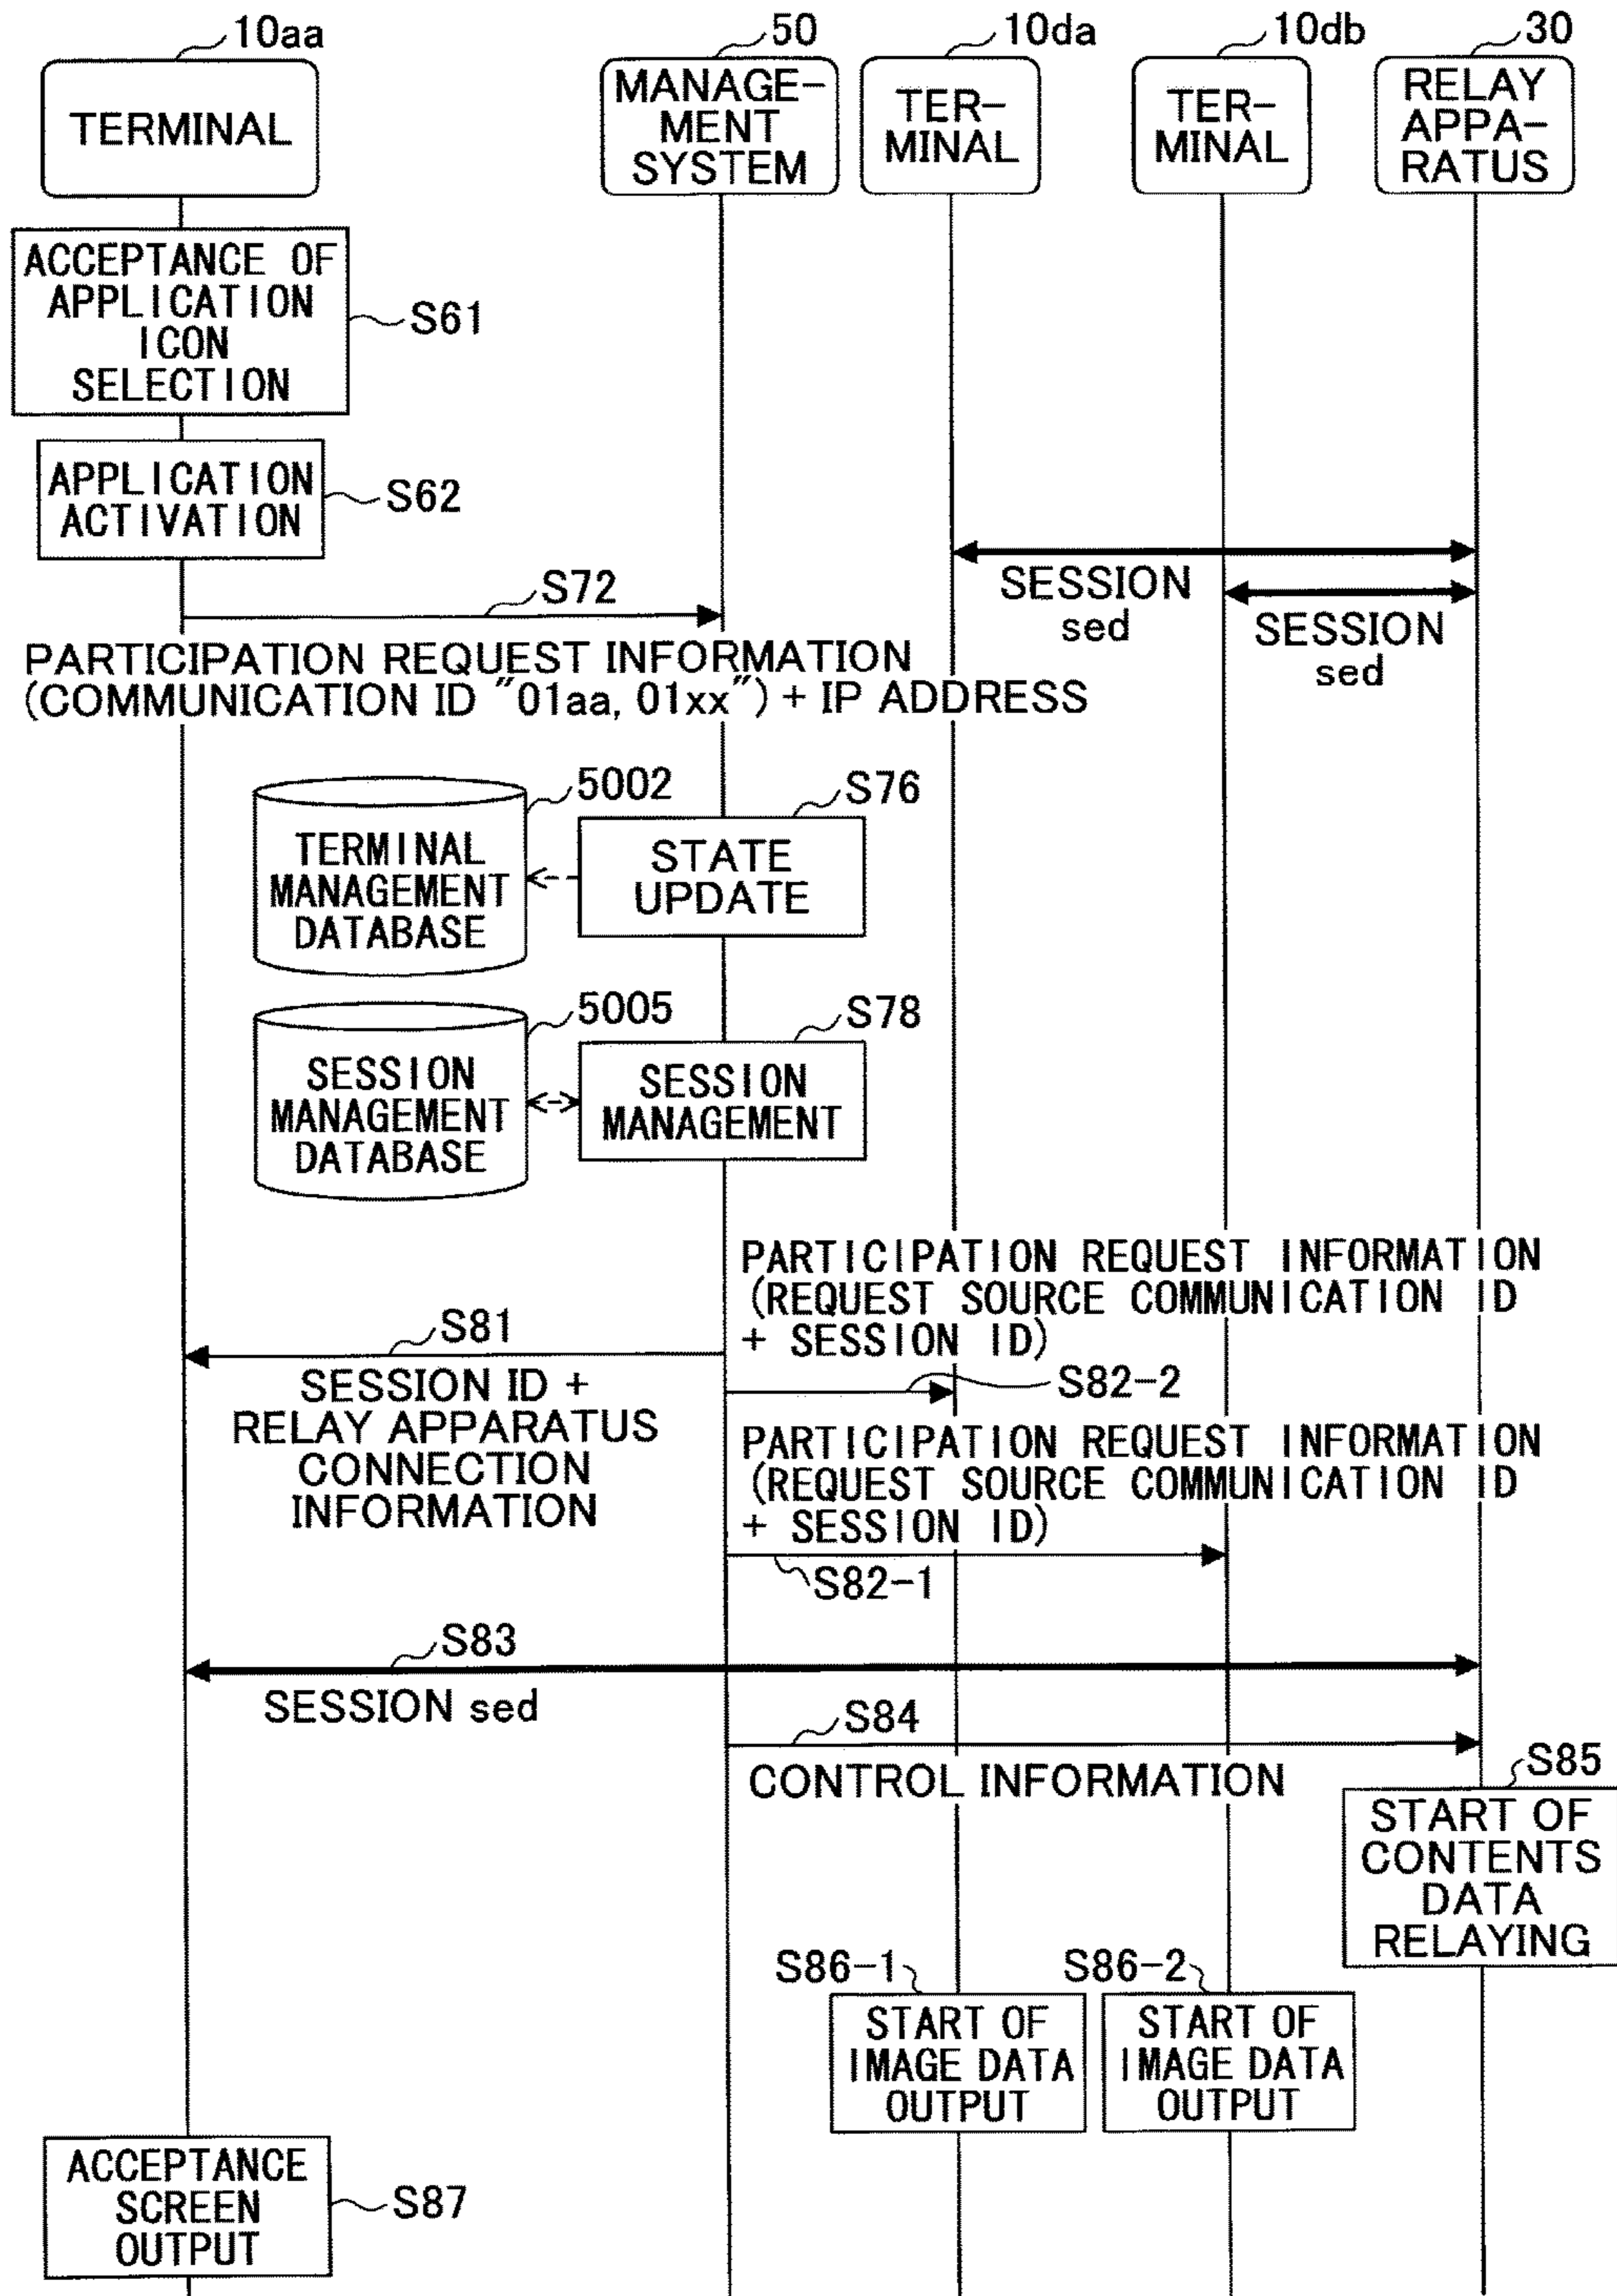 10aa
50
10da
10db
30
TERMINAL
MANAGE-
MENT
SYSTEM
TER-
MINAL
TER-
MINAL
RELAY
APPA-
RATUS
ACCEPTANCE OF
APPLICATION
ICON
SELECTION
S61
APPLICATION
ACTIVATION
S62
SESSION
sed
SESSION
sed
S72
PARTICIPATION REQUEST INFORMATION
(COMMUNICATION ID "01aa, 01xx") + IP ADDRESS
5002
TERMINAL
MANAGEMENT
DATABASE
S76
STATE
UPDATE
5005
SESSION
MANAGEMENT
DATABASE
S78
SESSION
MANAGEMENT
PARTICIPATION REQUEST INFORMATION
(REQUEST SOURCE COMMUNICATION ID
+ SESSION ID)
S81
SESSION ID +
RELAY APPARATUS
CONNECTION
INFORMATION
S82-2
PARTICIPATION REQUEST INFORMATION
(REQUEST SOURCE COMMUNICATION ID
+ SESSION ID)
S82-1
S83
SESSION sed
S84
CONTROL INFORMATION
S85
START OF
CONTENTS
DATA
RELAYING
S86-1
START OF
IMAGE DATA
OUTPUT
S86-2
START OF
IMAGE DATA
OUTPUT
ACCEPTANCE
SCREEN
OUTPUT
S87